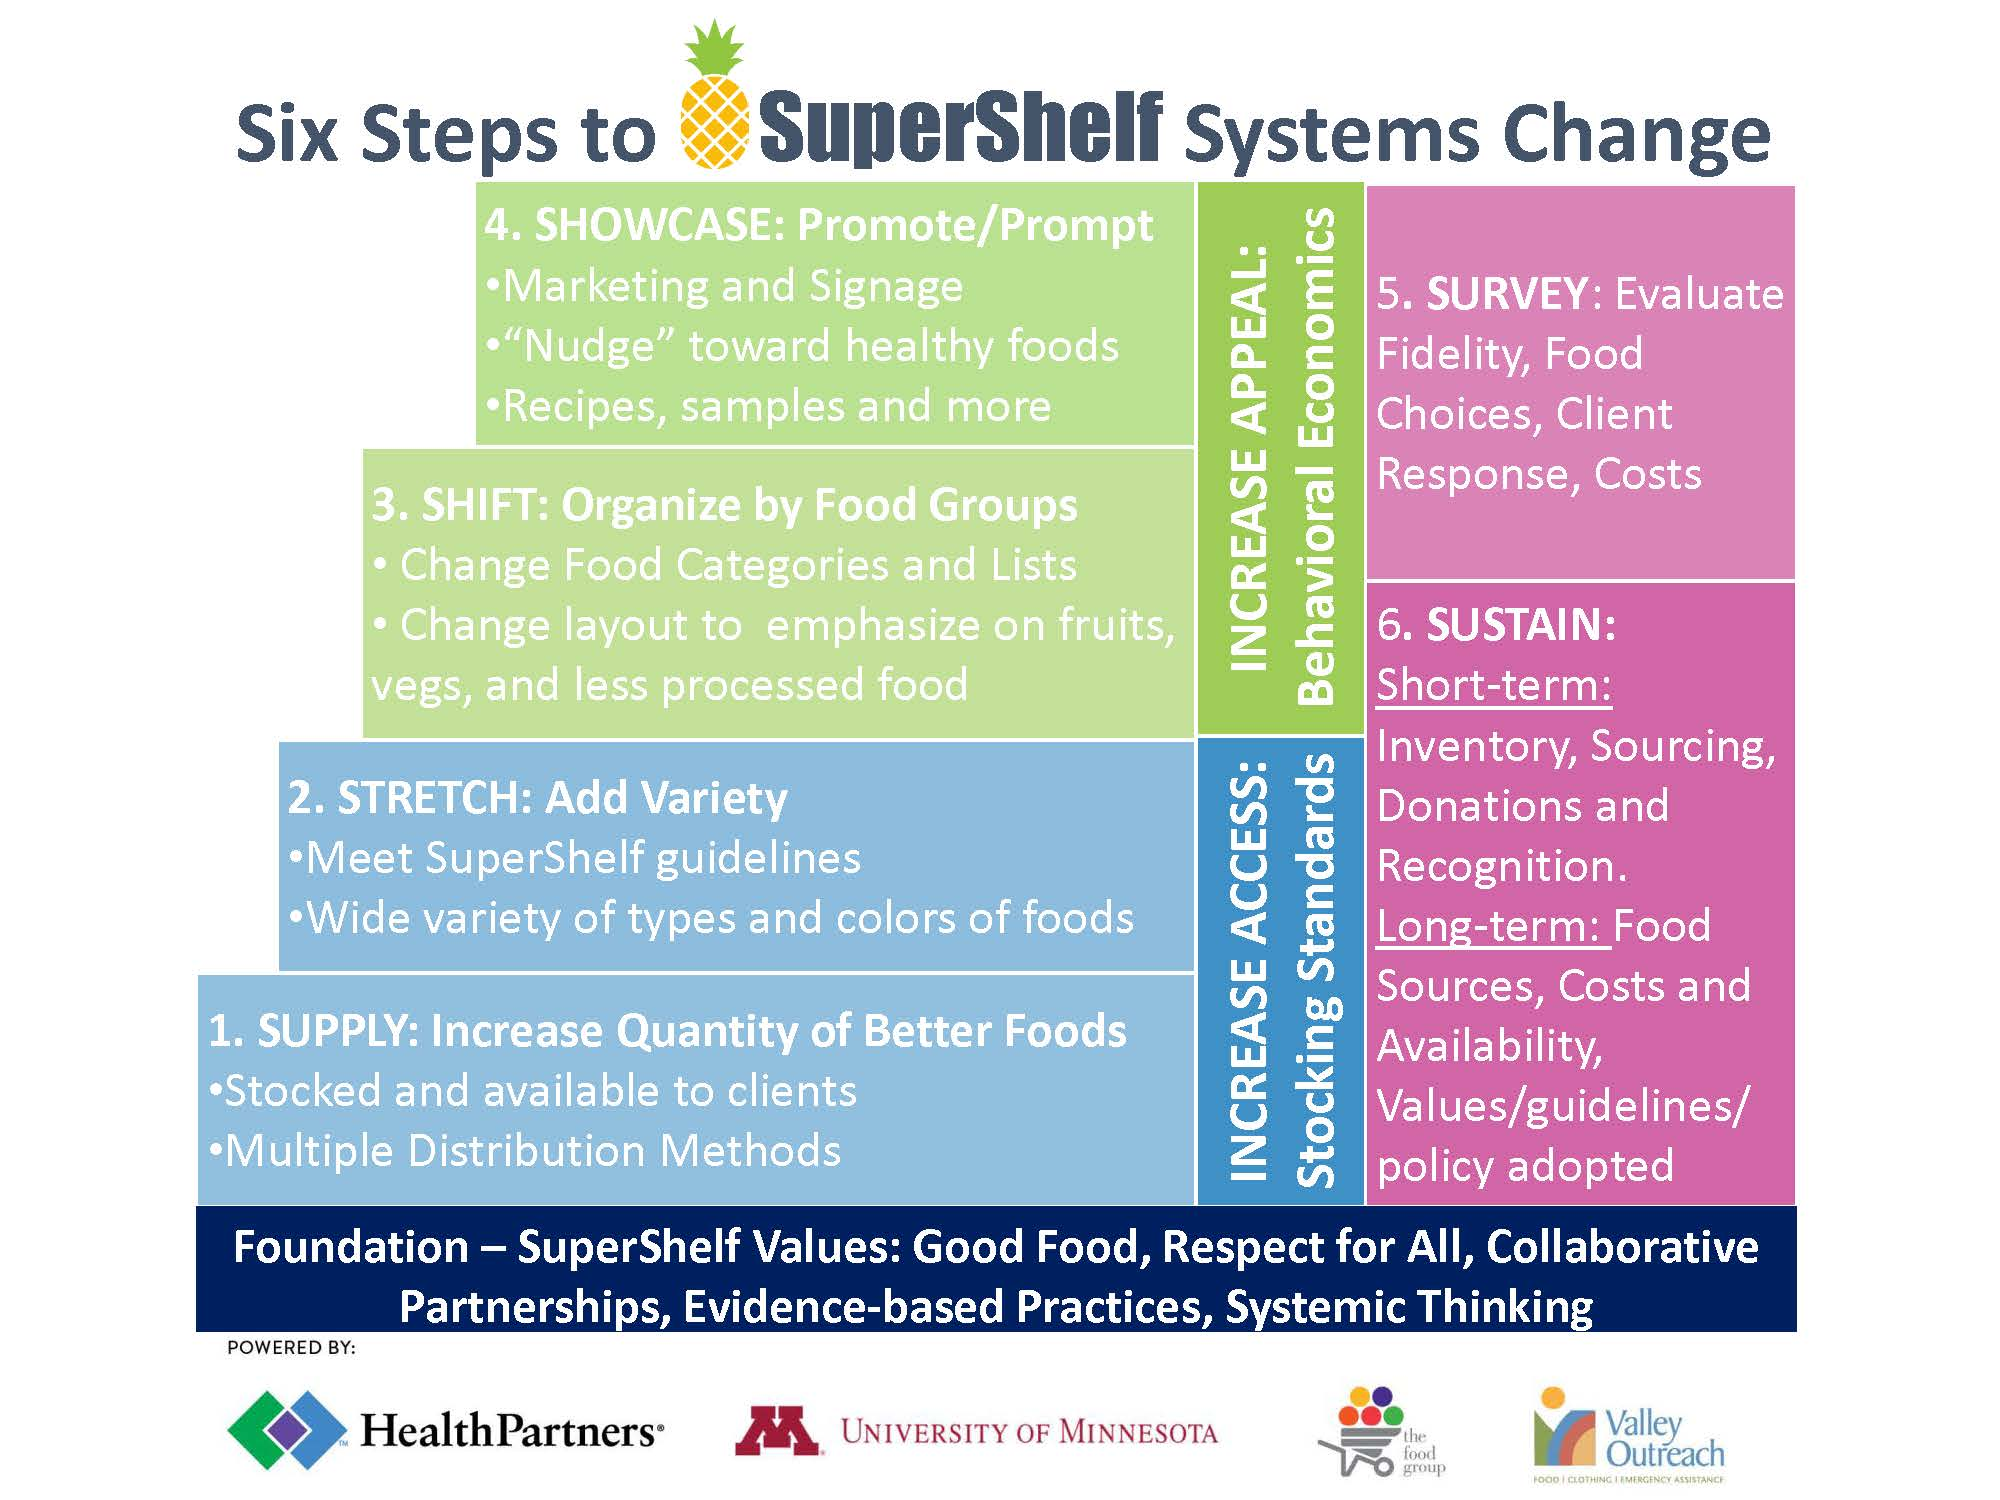 Six Steps to SuperShelf Systems Change
4. SHOWCASE: Promote/Prompt
•Marketing and Signage
•“Nudge” toward healthy foods
•Recipes, samples and more
3. SHIFT: Organize by Food Groups
• Change Food Categories and Lists
• Change layout to  emphasize on fruits,
vegs, and less processed food
2. STRETCH: Add Variety
•Meet SuperShelf guidelines
•Wide variety of types and colors of foods
1. SUPPLY: Increase Quantity of Better Foods
•Stocked and available to clients
•Multiple Distribution Methods
INCREASE APPEAL:
Behavioral Economics
INCREASE ACCESS:
Stocking Standards
5. SURVEY: Evaluate
Fidelity, Food
Choices, Client
Response, Costs
6. SUSTAIN:
Short-term:
Inventory, Sourcing,
Donations and
Recognition.
Long-term: Food
Sources, Costs and
Availability,
Values/guidelines/
policy adopted
Foundation – SuperShelf Values: Good Food, Respect for All, Collaborative
Partnerships, Evidence-based Practices, Systemic Thinking
POWERED BY:
HealthPartners®
M
UNIVERSITY OF MINNESOTA
the
food
group
Valley
Outreach
FOOD | CLOTHING | EMERGENCY ASSISTANCE